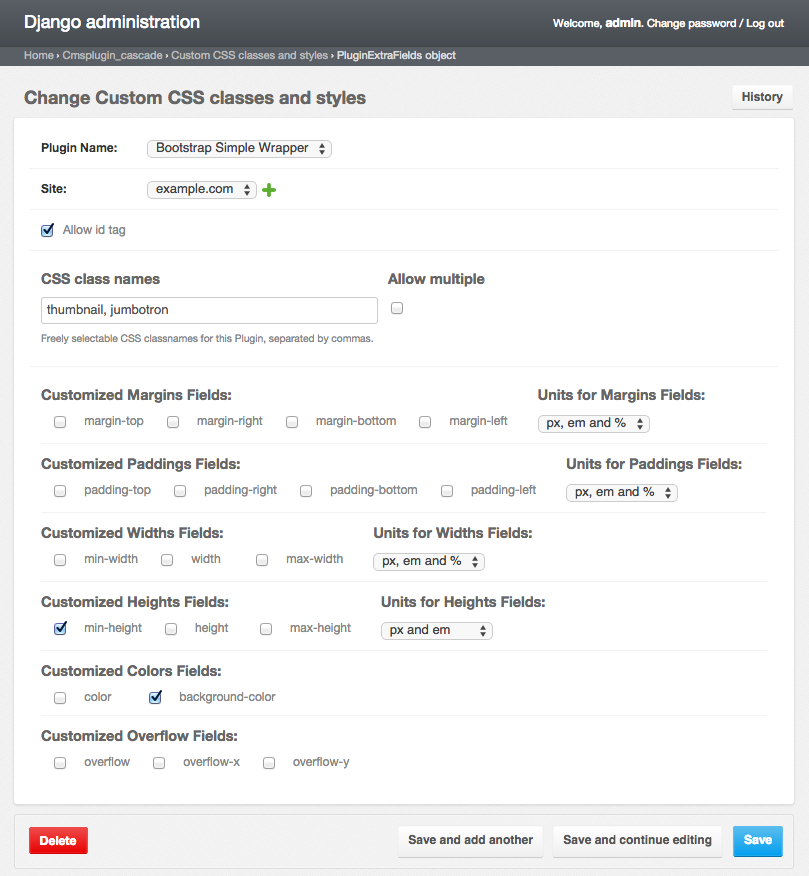 Django administration
Welcome, admin. Change password / Log out
Home › Cmsplugin_cascade › Custom CSS classes and styles › PluginExtraFields object
Change Custom CSS classes and styles
History
Plugin Name: Bootstrap Simple Wrapper
Site: example.com
Allow id tag
CSS class names Allow multiple
thumbnail, jumbotron
Freely selectable CSS classnames for this Plugin, separated by commas.
Customized Margins Fields: Units for Margins Fields:
margin-top margin-right margin-bottom margin-left px, em and %
Customized Paddings Fields: Units for Paddings Fields:
padding-top padding-right padding-bottom padding-left px, em and %
Customized Widths Fields: Units for Widths Fields:
min-width width max-width px, em and %
Customized Heights Fields: Units for Heights Fields:
min-height height max-height px and em
Customized Colors Fields:
color background-color
Customized Overflow Fields:
overflow overflow-x overflow-y
Delete Save and add another Save and continue editing Save